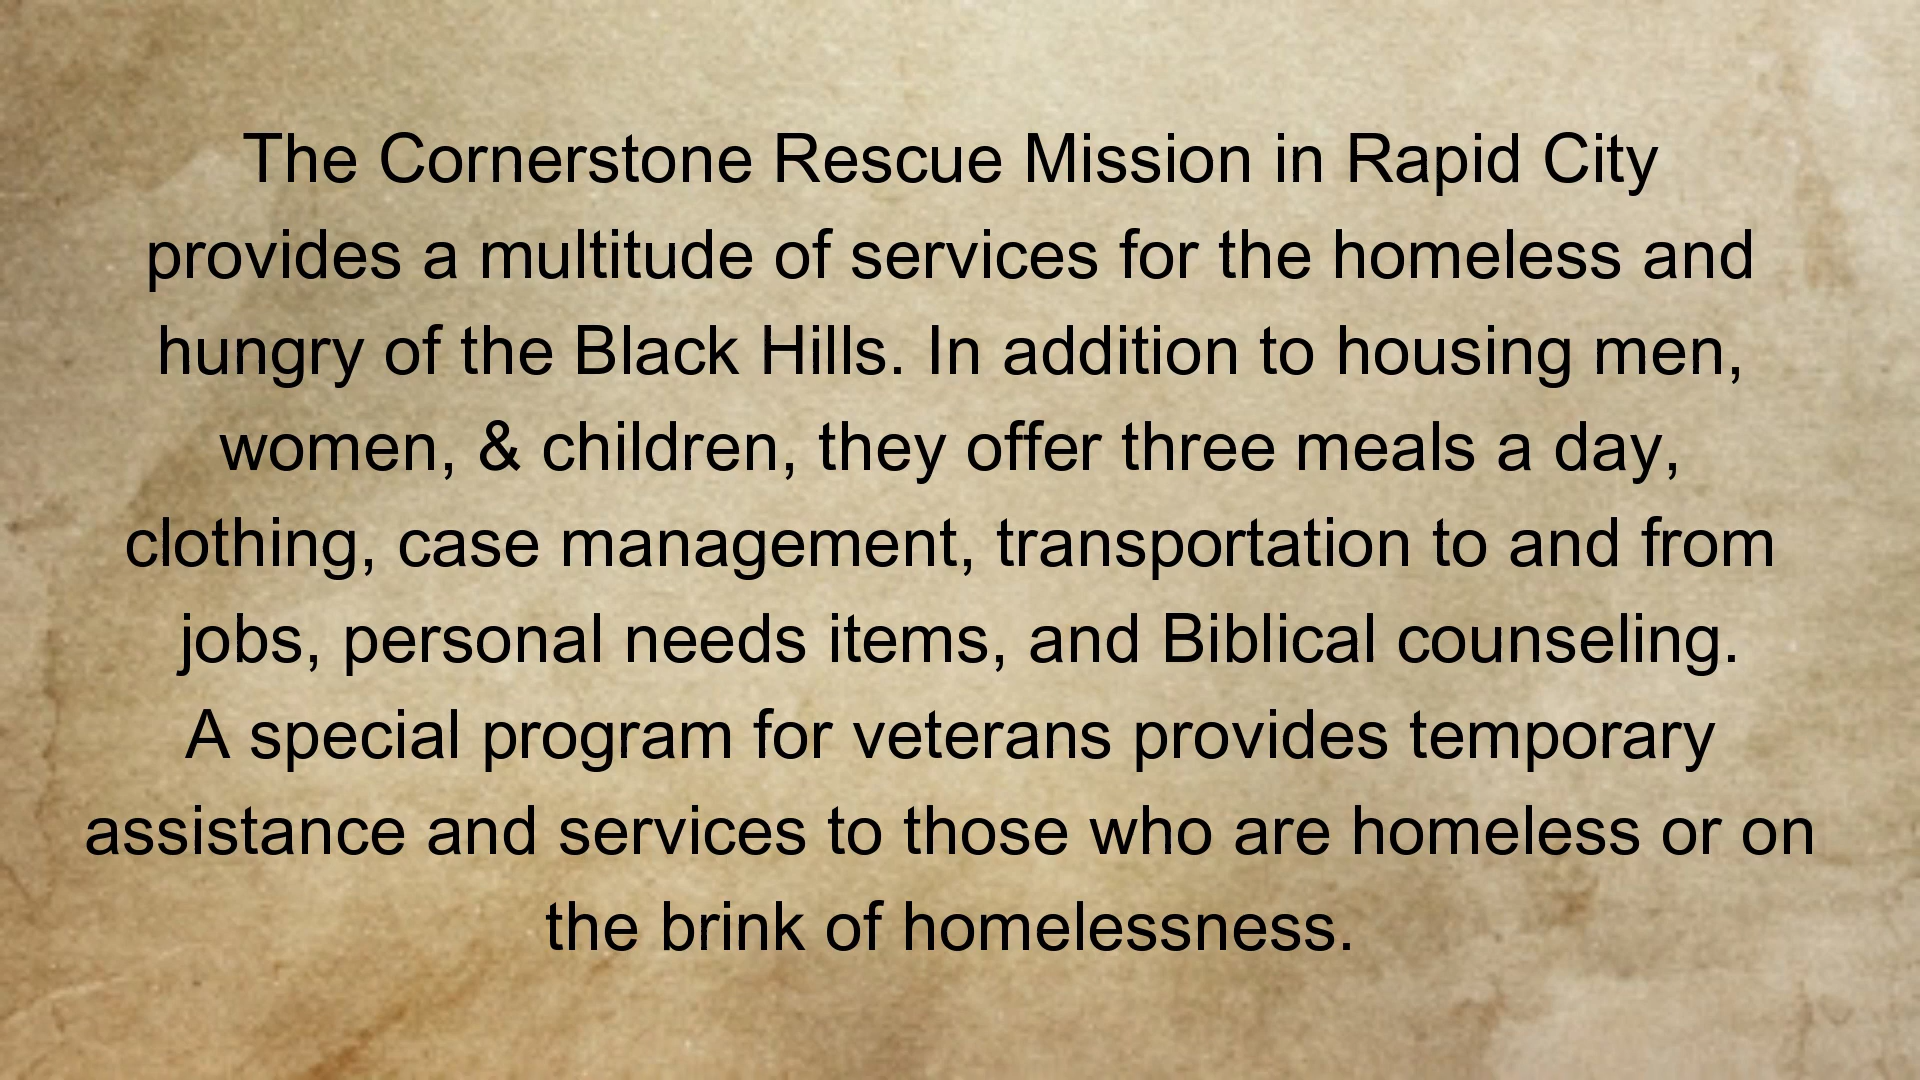 The Cornerstone Rescue Mission in Rapid City
provides a multitude of services for the homeless and
hungry of the Black Hills. In addition to housing men,
women, & children, they offer three meals a day,
clothing, case management, transportation to and from
jobs, personal needs items, and Biblical counseling.
A special program for veterans provides temporary
assistance and services to those who are homeless or on
the brink of homelessness.